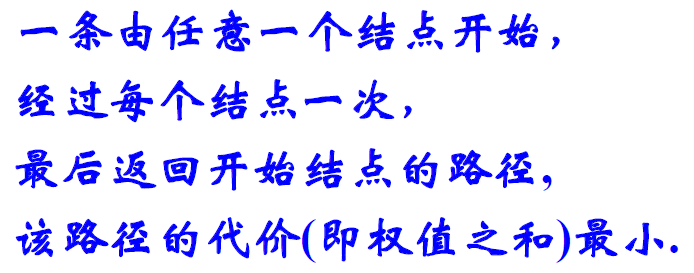 一条由任意一个结点开始，
经过每个结点一次，
最后返回开始结点的路径，
该路径的代价(即权值之和)最小.